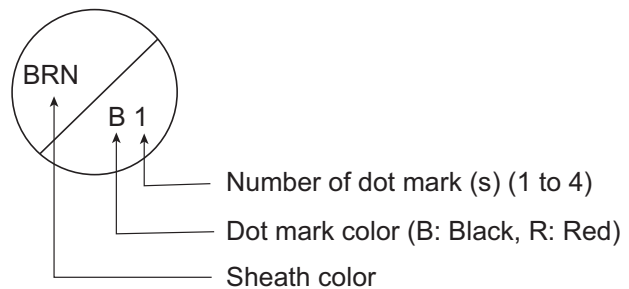 BRN
B 1
Number of dot mark (s) (1 to 4)
Dot mark color (B: Black, R: Red)
Sheath color